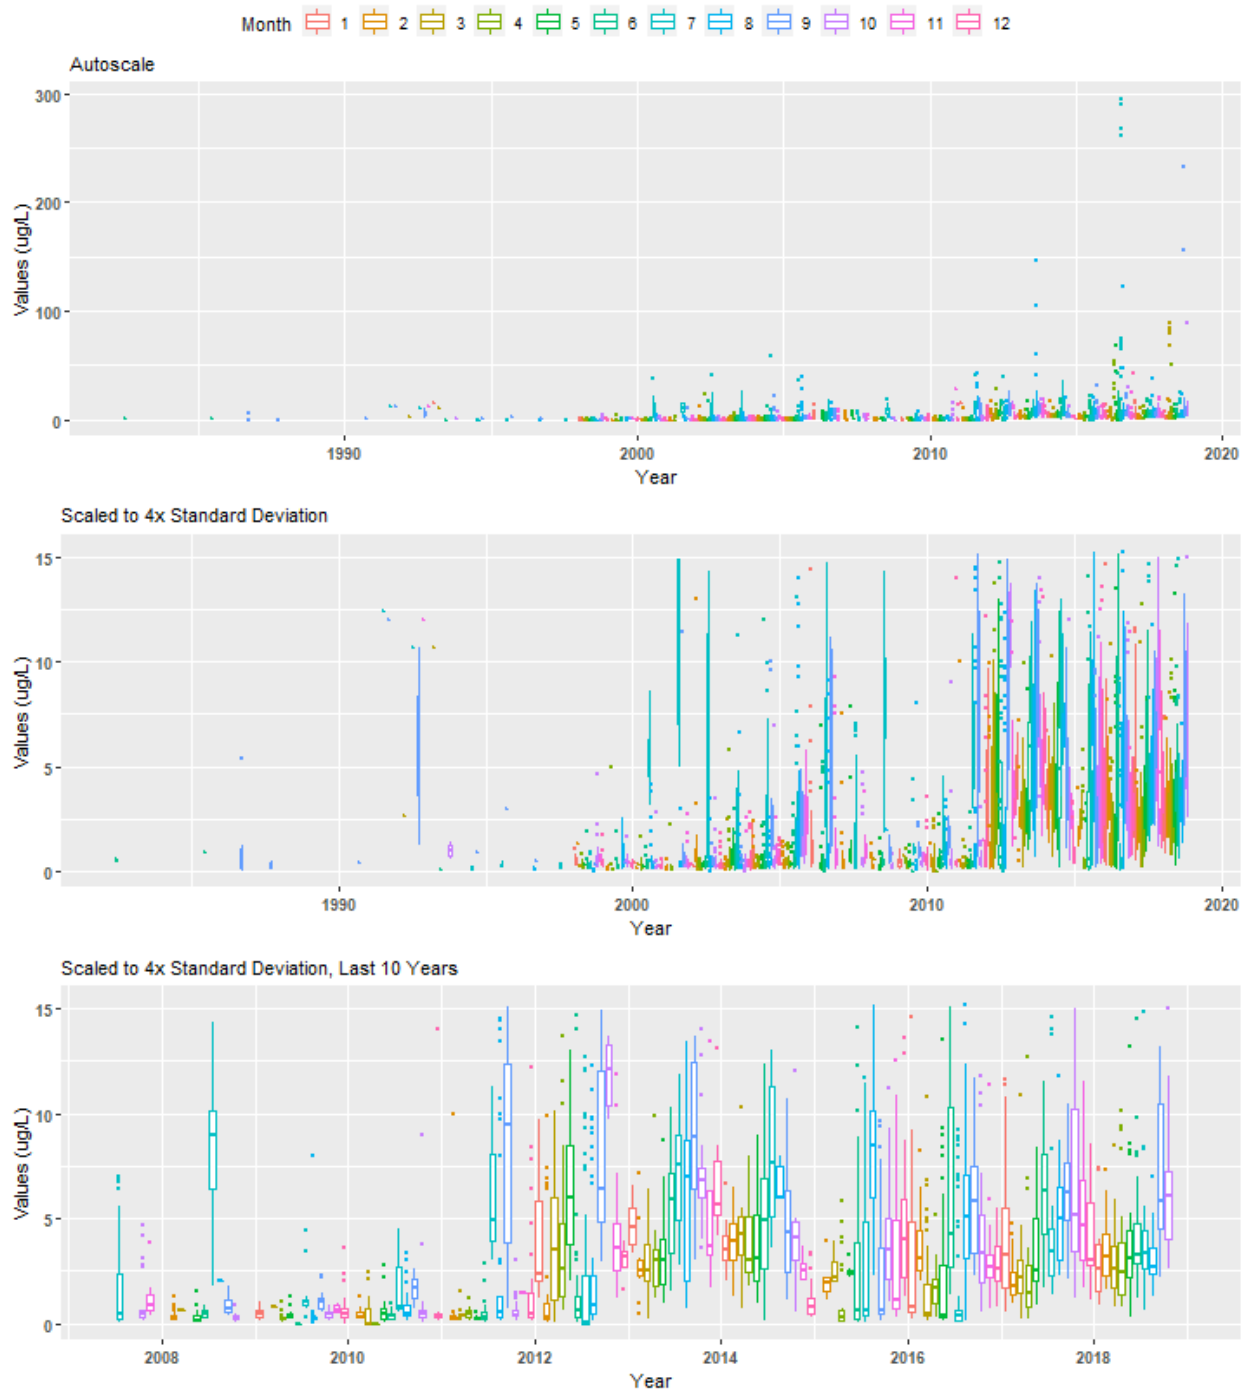 Month 1 2 3 4 5 6 7 8 9 10 11 12
Autoscale
300
200
100
0
Values (ug/L)
1990 2000 2010 2020
Year
Scaled to 4x Standard Deviation
15
10
5
0
Values (ug/L)
1990 2000 2010 2020
Year
Scaled to 4x Standard Deviation, Last 10 Years
15
10
5
0
Values (ug/L)
2008 2010 2012 2014 2016 2018
Year